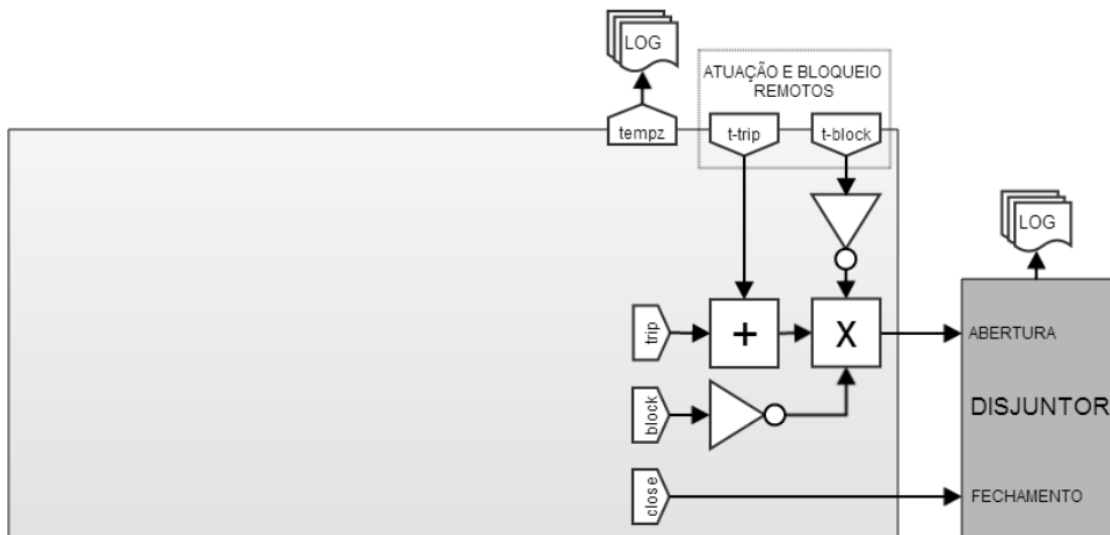 LOG
ATUAÇÃO E BLOQUEIO
REMOTOS
tempz
t-trip
t-block
LOG
trip
+
X
ABERTURA
block
DISJUNTOR
close
FECHAMENTO